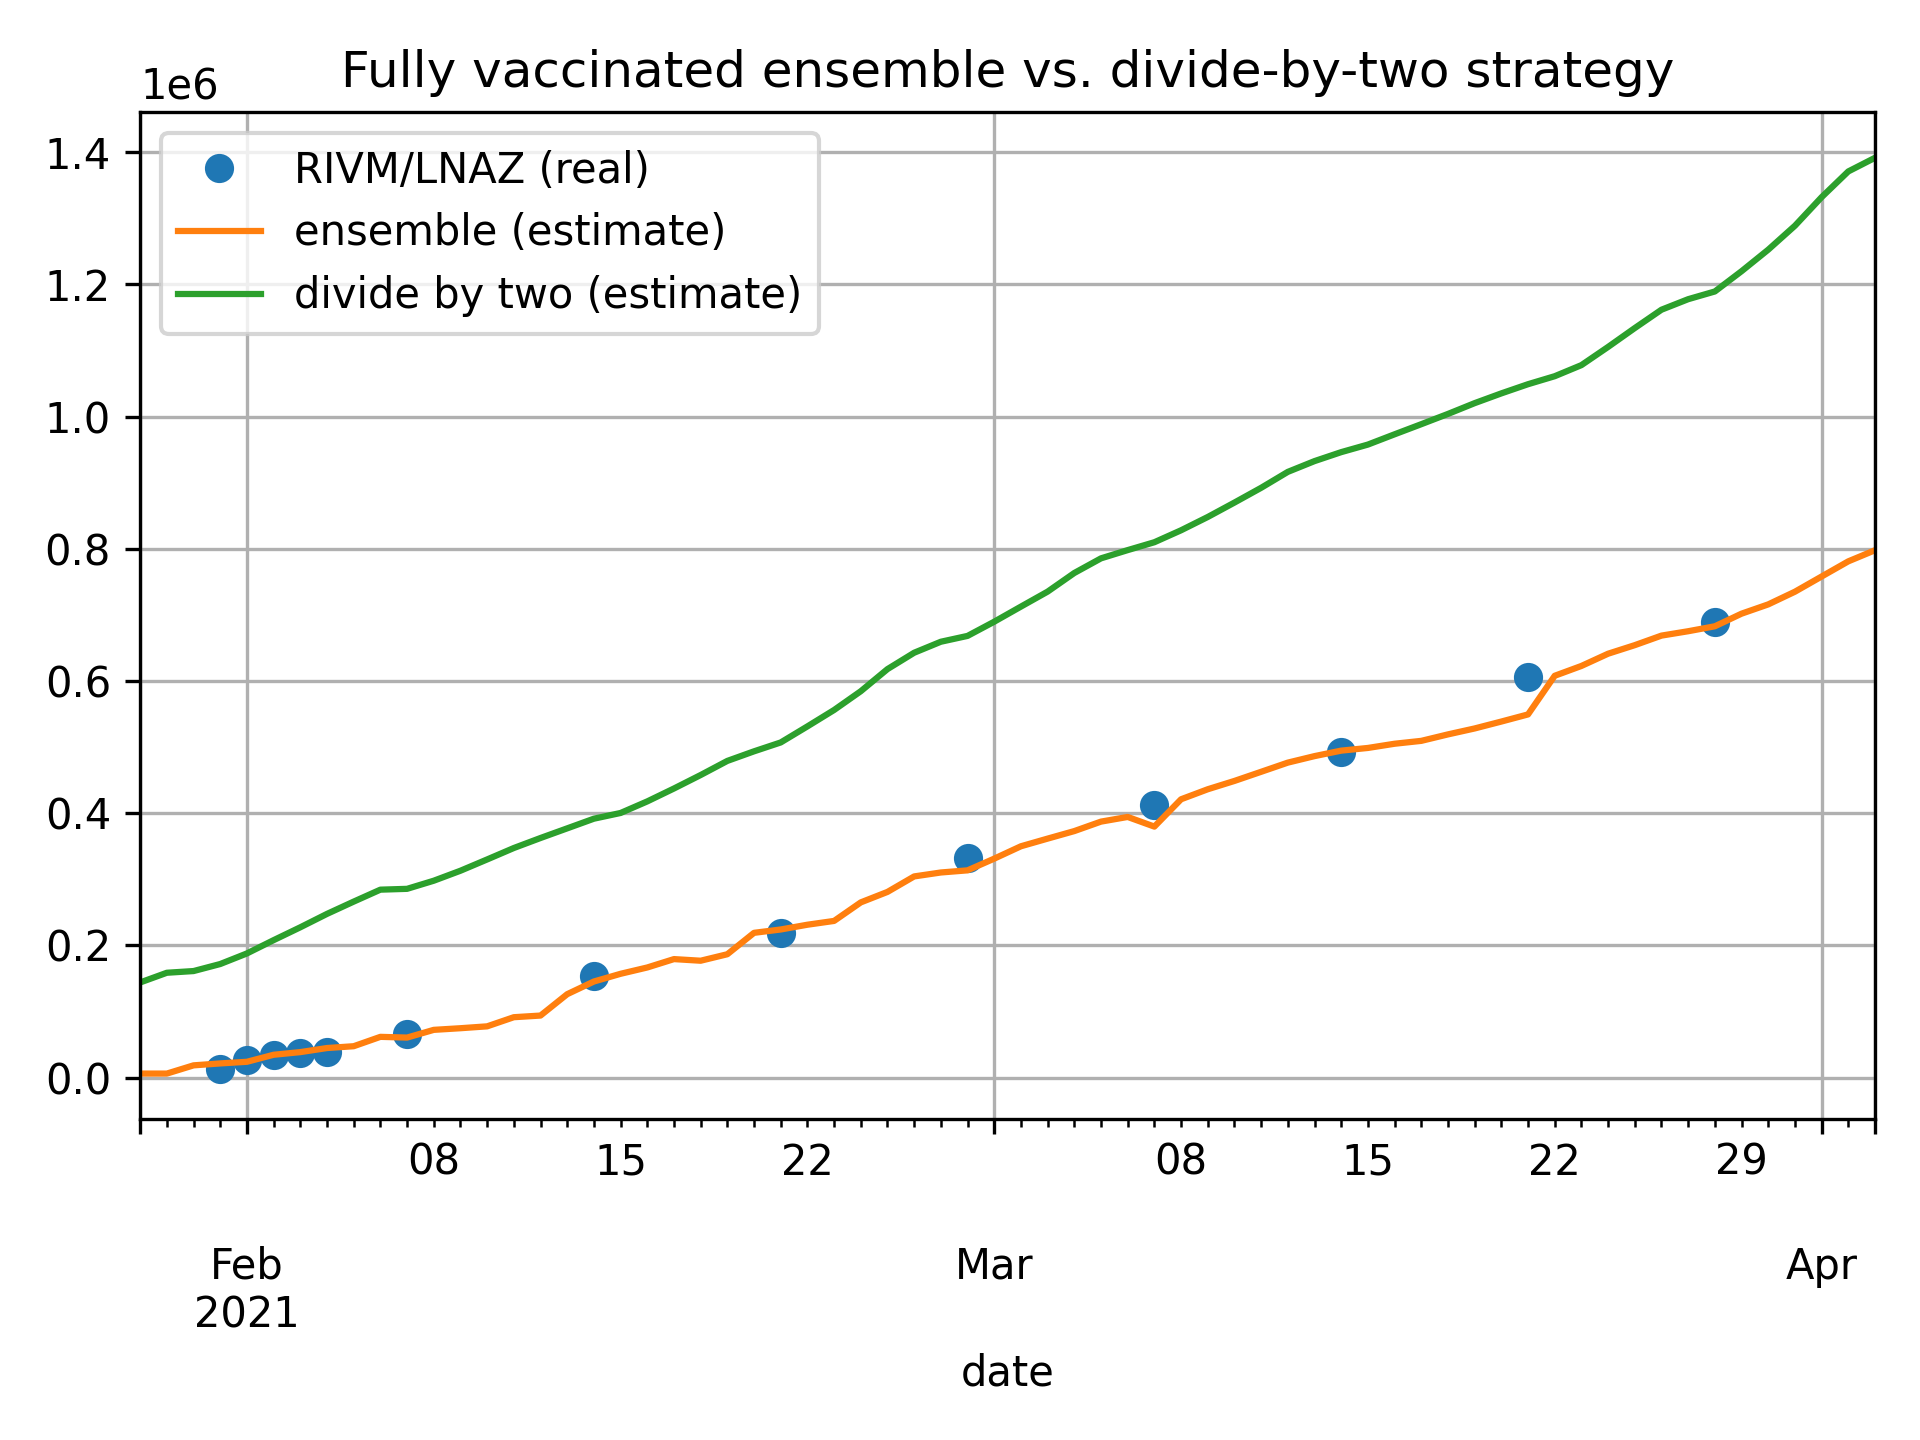 Fully vaccinated ensemble vs. divide-by-two strategy
1e6
RIVM/LNAZ (real)
ensemble (estimate)
divide by two (estimate)
1.4
1.2
1.0
0.8
0.6
0.4
0.2
0.0
08 15 22 08 15 22 29
Feb Mar Apr
2021
date